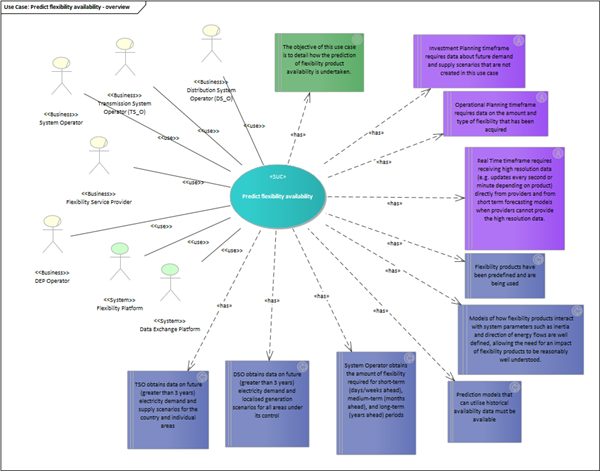 Use Case: Predict flexibility availability - overview
The objective of this use case
is to detail how the prediction
of flexibility product
availability is undertaken.
Investment Planning timeframe
requires data about future demand
and supply scenarios that are
not created in this use case
Operational Planning timeframe
requires data on the amount and
type of flexibility that has been
acquired
Real Time timeframe requires
receiving high resolution data
(e.g. updates every second or
minute depending on product)
directly from providers and from
short term forecasting models
when providers cannot provide
the high resolution data.
Flexibility products have
been predefined and are
being used
Models of how flexibility products interact
with system parameters such as inertia
and direction of energy flows are well
defined, allowing the need for an impact
of flexibility products to be reasonably
well understood.
Prediction models that
can utilise historical
availability data must be
available
System Operator obtains
the amount of flexibility
required for short-term
(days/weeks ahead),
medium-term (months
ahead), and long-term
(years ahead) periods
DSO obtains data on future
(greater than 3 years)
electricity demand and
localised generation
scenarios for all areas under
its control
TSO obtains data on future
(greater than 3 years)
electricity demand and
supply scenarios for the
country and individual
areas
<<Business>>
System Operator
<<Business>>
Transmission System
Operator (TS_O)
<<Business>>
Distribution System
Operator (DS_O)
<<Business>>
Flexibility Service Provider
<<Business>>
DEP Operator
<<System>>
Flexibility Platform
<<System>>
Data Exchange Platform
«SUC»
Predict flexibility availability
<<use>>
<<use>>
<<use>>
<<use>>
<<use>>
<<use>>
<<use>>
«has»
«has»
«has»
«has»
«has»
«has»
«has»
«has»
«has»
«has»